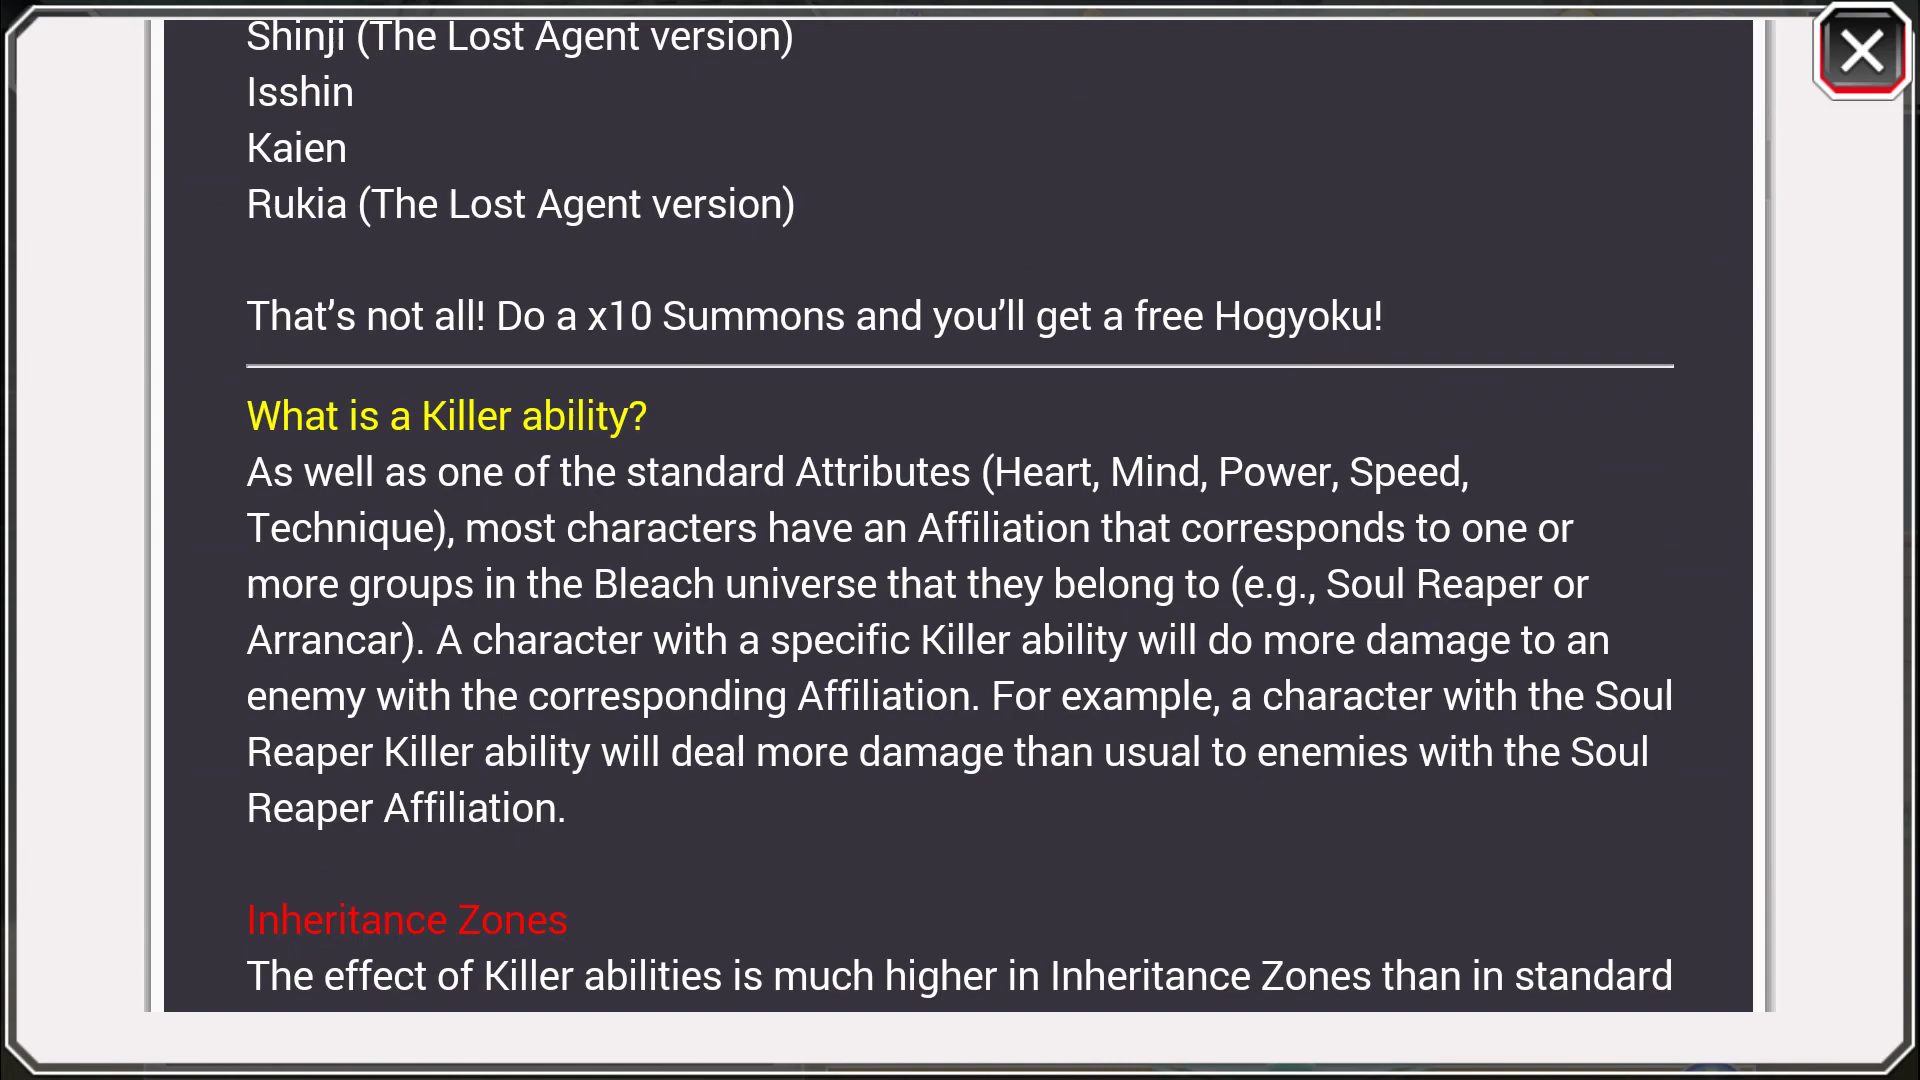 Shinji (The Lost Agent version)
Isshin
Kaien
Rukia (The Lost Agent version)
That’s not all! Do a x10 Summons and you’ll get a free Hogyoku!
What is a Killer ability?
As well as one of the standard Attributes (Heart, Mind, Power, Speed,
Technique), most characters have an Affiliation that corresponds to one or
more groups in the Bleach universe that they belong to (e.g., Soul Reaper or
Arrancar). A character with a specific Killer ability will do more damage to an
enemy with the corresponding Affiliation. For example, a character with the Soul
Reaper Killer ability will deal more damage than usual to enemies with the Soul
Reaper Affiliation.
Inheritance Zones
The effect of Killer abilities is much higher in Inheritance Zones than in standard